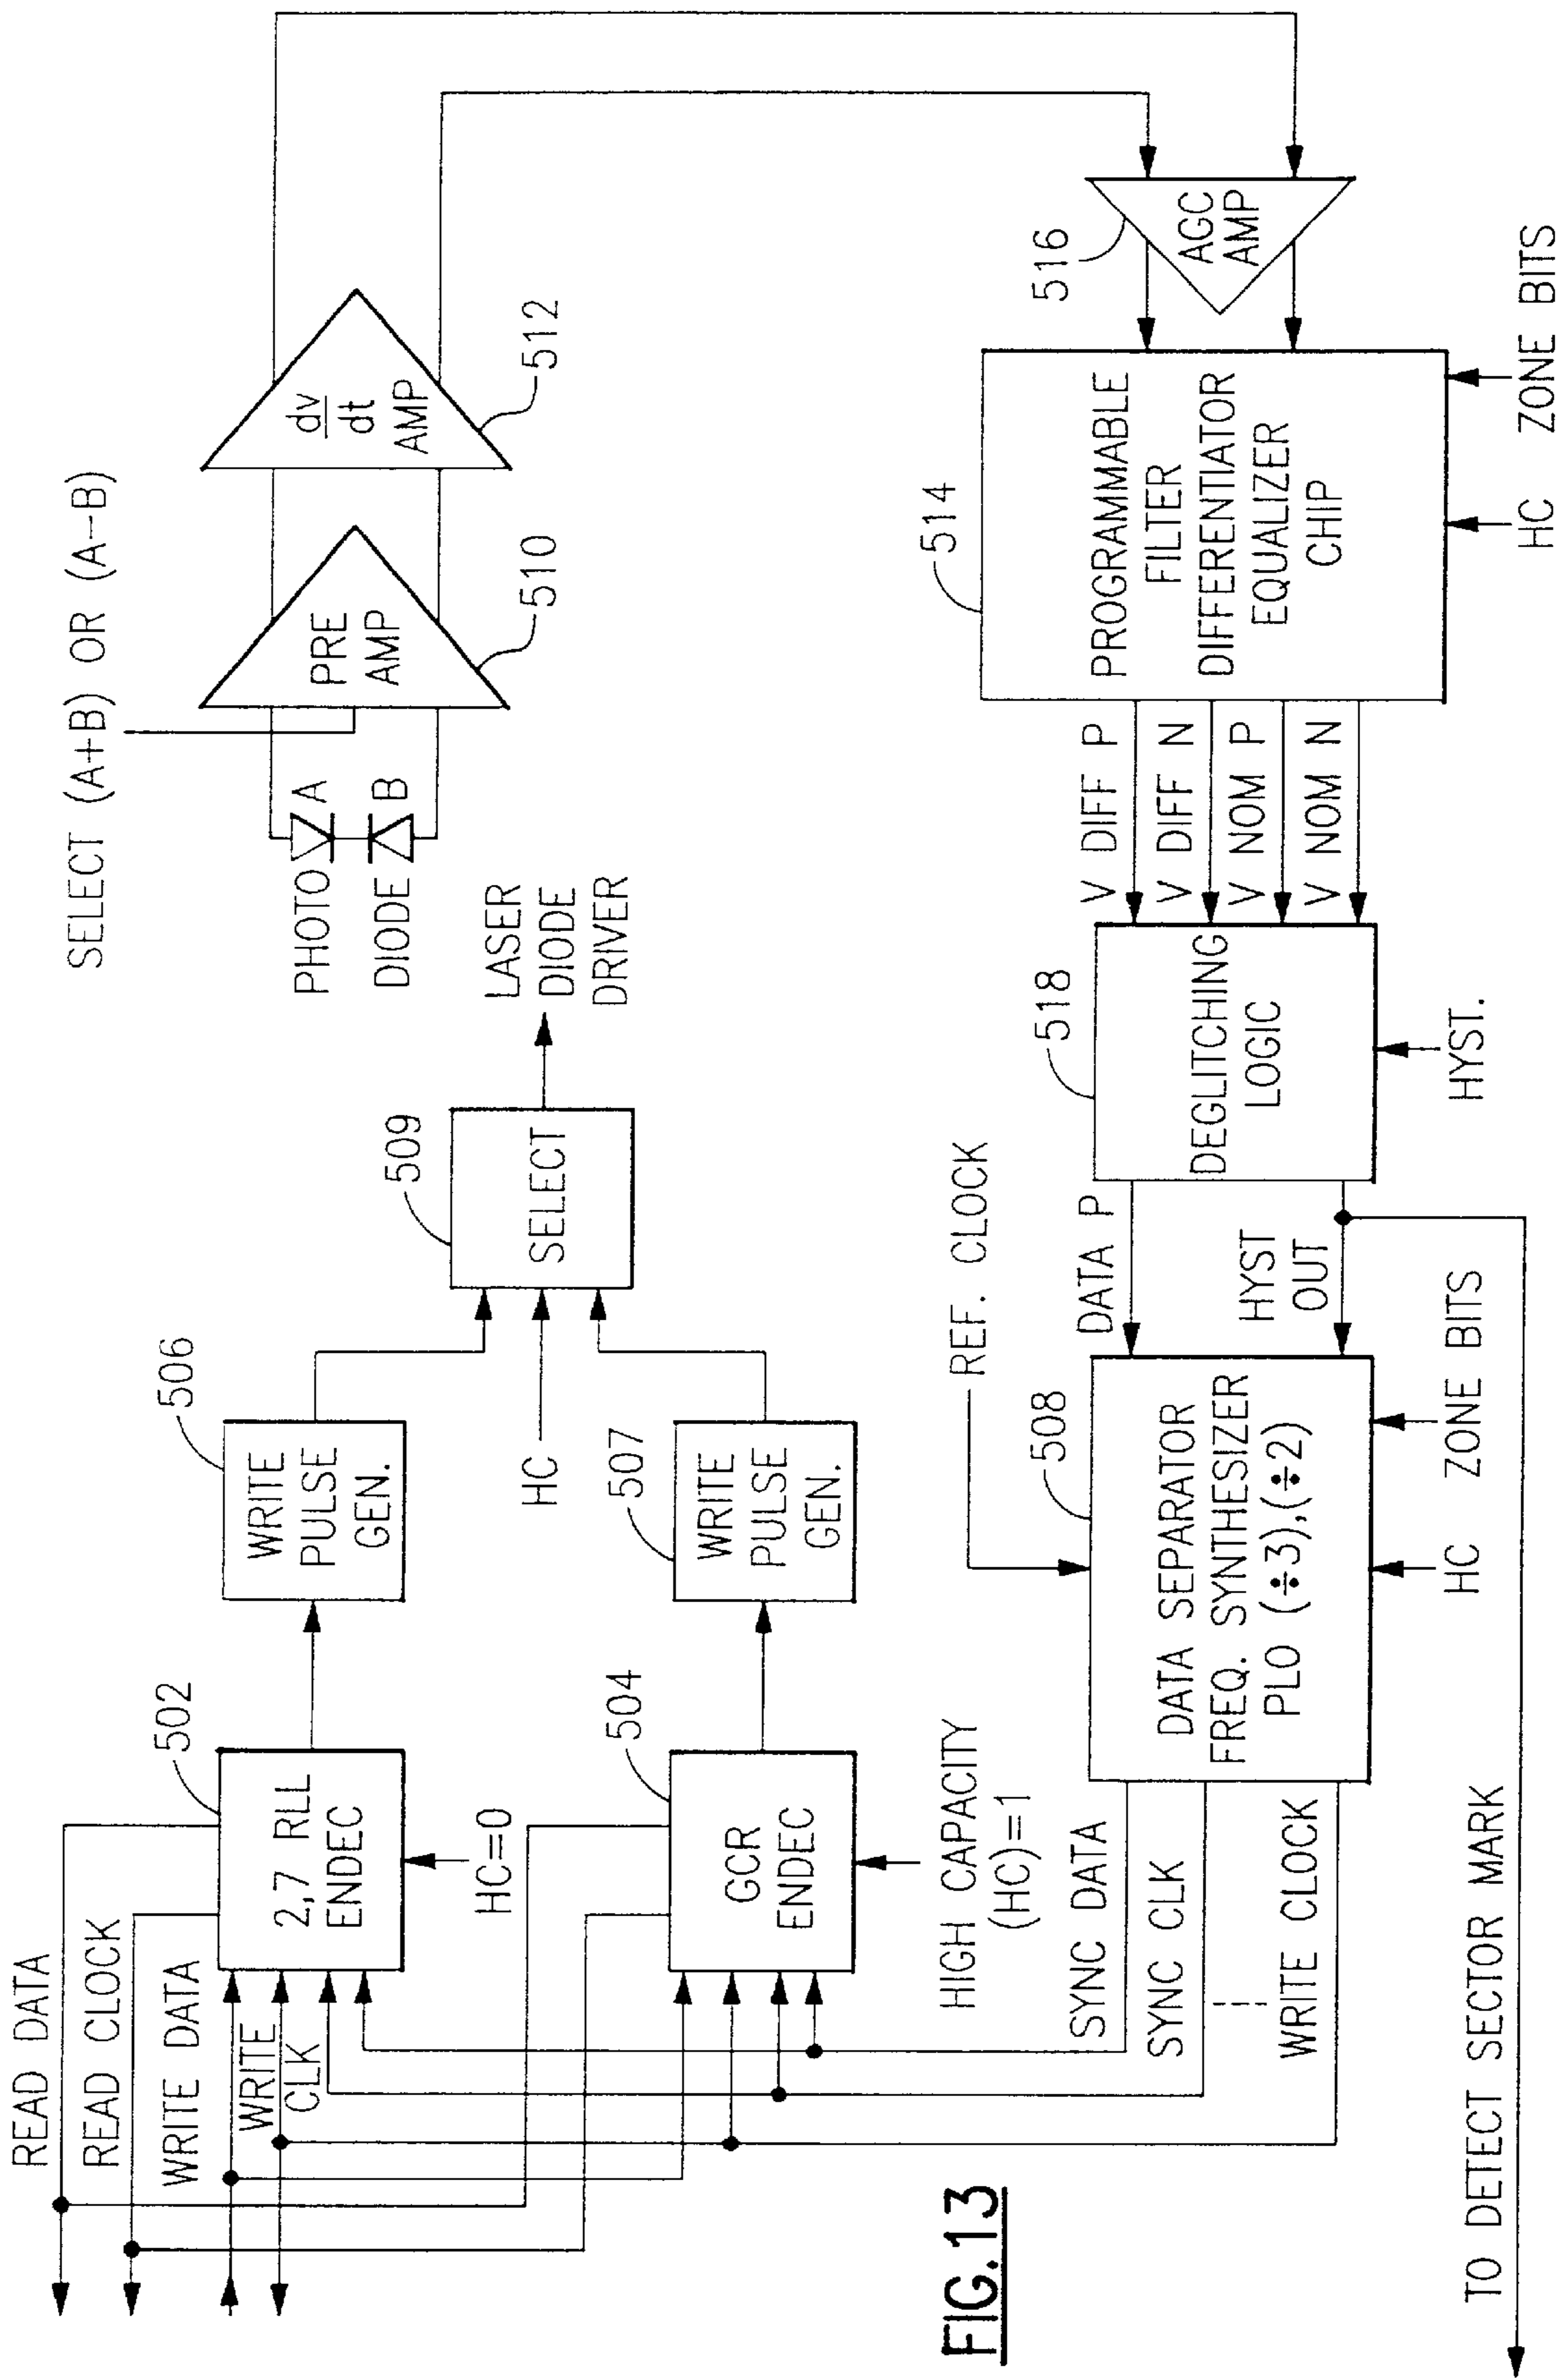 READ DATA
READ CLOCK
WRITE DATA
WRITE
CLK
502
2,7 RLL
ENDEC
HC=0
506
WRITE
PULSE
GEN.
504
GCR
ENDEC
HIGH CAPACITY
(HC)=1
507
WRITE
PULSE
GEN.
HC
509
SELECT
LASER
DIODE
DRIVER
SELECT (A+B) OR (A-B)
PHOTO A
DIODE B
PRE
AMP
510
dv
dt
AMP
512
516
AGC
AMP
514
PROGRAMMABLE
FILTER
DIFFERENTIATOR
EQUALIZER
CHIP
HC
ZONE BITS
V DIFF P
V DIFF N
V NOM P
V NOM N
518
DEGLITCHING
LOGIC
HYST.
REF. CLOCK
DATA P
HYST
OUT
508
DATA SEPARATOR
FREQ. SYNTHESIZER
PLO (÷3),(÷2)
HC
ZONE BITS
SYNC DATA
SYNC CLK
WRITE CLOCK
TO DETECT SECTOR MARK
FIG.13